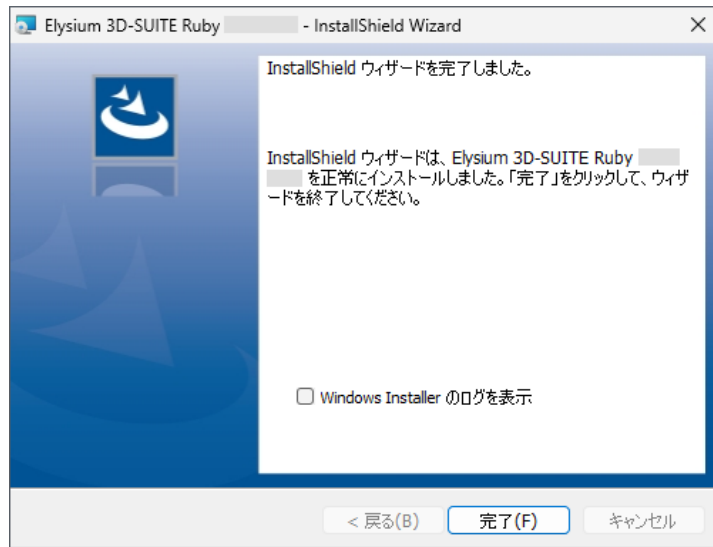 Elysium 3D-SUITE Ruby - InstallShield Wizard
InstallShield ウィザードを完了しました。
InstallShield ウィザードは、Elysium 3D-SUITE Ruby
を正常にインストールしました。「完了」をクリックして、ウィザ
ードを終了してください。
Windows Installer のログを表示
< 戻る(B)
完了(F)
キャンセル